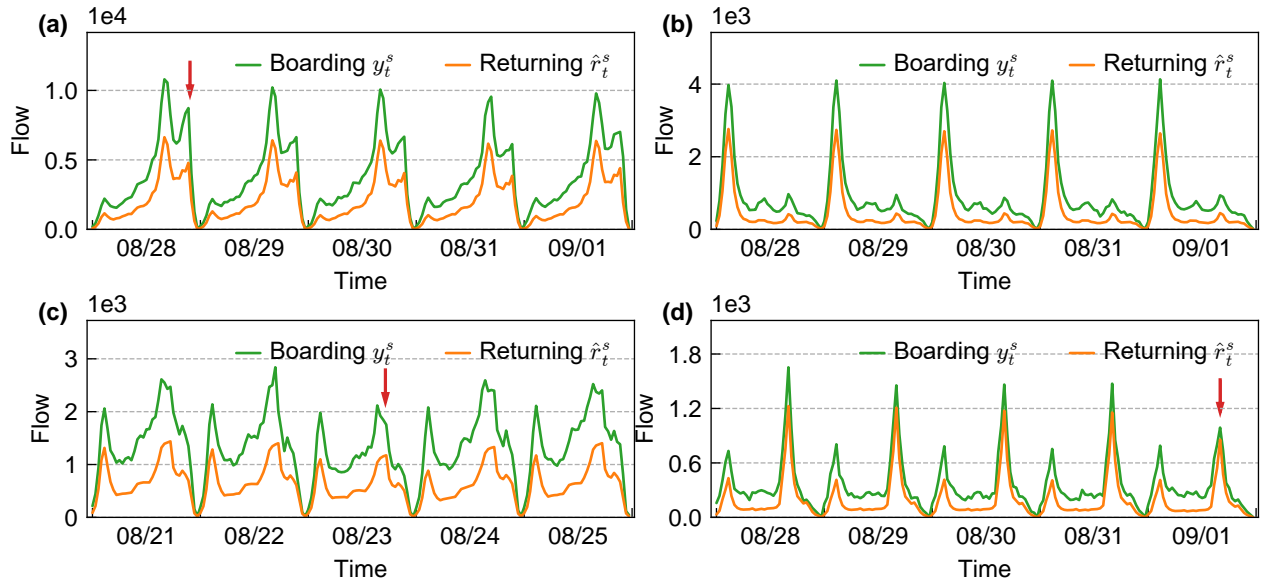 (a)
1e4
Boarding $y_t^s$
Returning $\hat{r}_t^s$
1.0
0.5
0.0
Flow
08/28
08/29
08/30
08/31
09/01
Time
(b)
1e3
Boarding $y_t^s$
Returning $\hat{r}_t^s$
4
2
0
Flow
08/28
08/29
08/30
08/31
09/01
Time
(c)
1e3
Boarding $y_t^s$
Returning $\hat{r}_t^s$
3
2
1
0
Flow
08/21
08/22
08/23
08/24
08/25
Time
(d)
1e3
Boarding $y_t^s$
Returning $\hat{r}_t^s$
1.8
1.2
0.6
0.0
Flow
08/28
08/29
08/30
08/31
09/01
Time